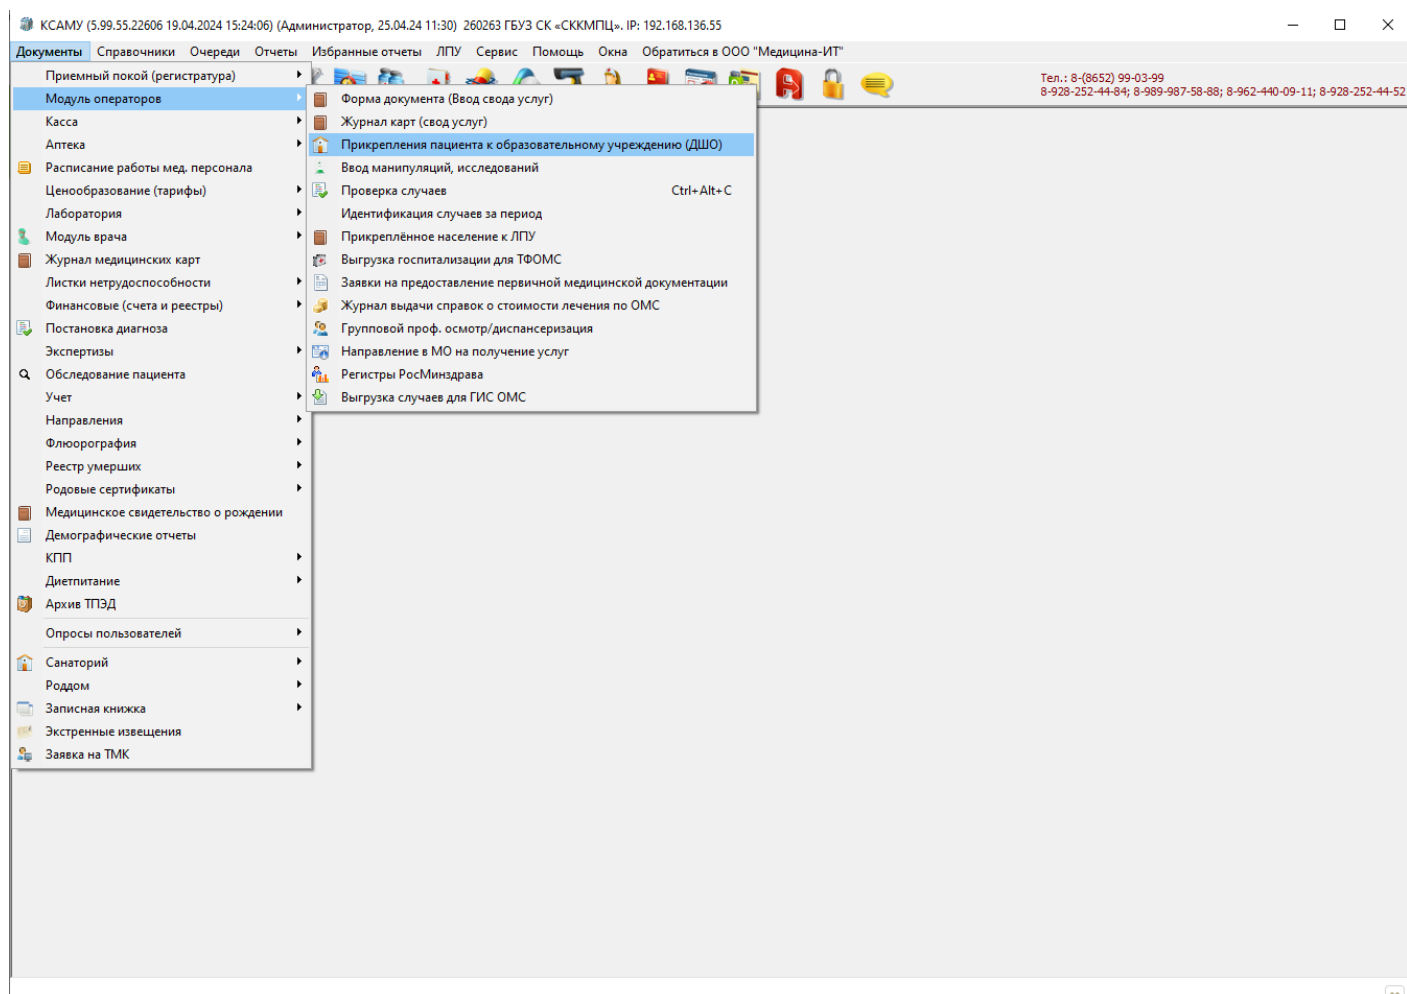 КСАМУ (5.99.55.22606 19.04.2024 15:24:06) (Администратор, 25.04.24 11:30) 260263 ГБУЗ СК «СККМПЦ». IP: 192.168.136.55
Документы Справочники Очереди Отчеты Избранные отчеты ЛПУ Сервис Помощь Окна Обратиться в ООО "Медицина-ИТ"
Тел.: 8-(8652) 99-03-99
8-928-252-44-84; 8-989-987-58-88; 8-962-440-09-11; 8-928-252-44-52
Приемный покой (регистратура)
Модуль операторов
Касса
Аптека
Расписание работы мед. персонала
Ценообразование (тарифы)
Лаборатория
Модуль врача
Журнал медицинских карт
Листки нетрудоспособности
Финансовые (счета и реестры)
Постановка диагноза
Экспертизы
Обследование пациента
Учет
Направления
Флюорография
Реестр умерших
Родовые сертификаты
Медицинское свидетельство о рождении
Демографические отчеты
КПП
Диетпитание
Архив ТПЭД
Опросы пользователей
Санаторий
Роддом
Записная книжка
Экстренные извещения
Заявка на ТМК
Форма документа (Ввод свода услуг)
Журнал карт (свод услуг)
Прикрепления пациента к образовательному учреждению (ДШО)
Ввод манипуляций, исследований
Проверка случаев Ctrl+Alt+C
Идентификация случаев за период
Прикреплённое население к ЛПУ
Выгрузка госпитализации для ТФОМС
Заявки на предоставление первичной медицинской документации
Журнал выдачи справок о стоимости лечения по ОМС
Групповой проф. осмотр/диспансеризация
Направление в МО на получение услуг
Регистры РосМинздрава
Выгрузка случаев для ГИС ОМС